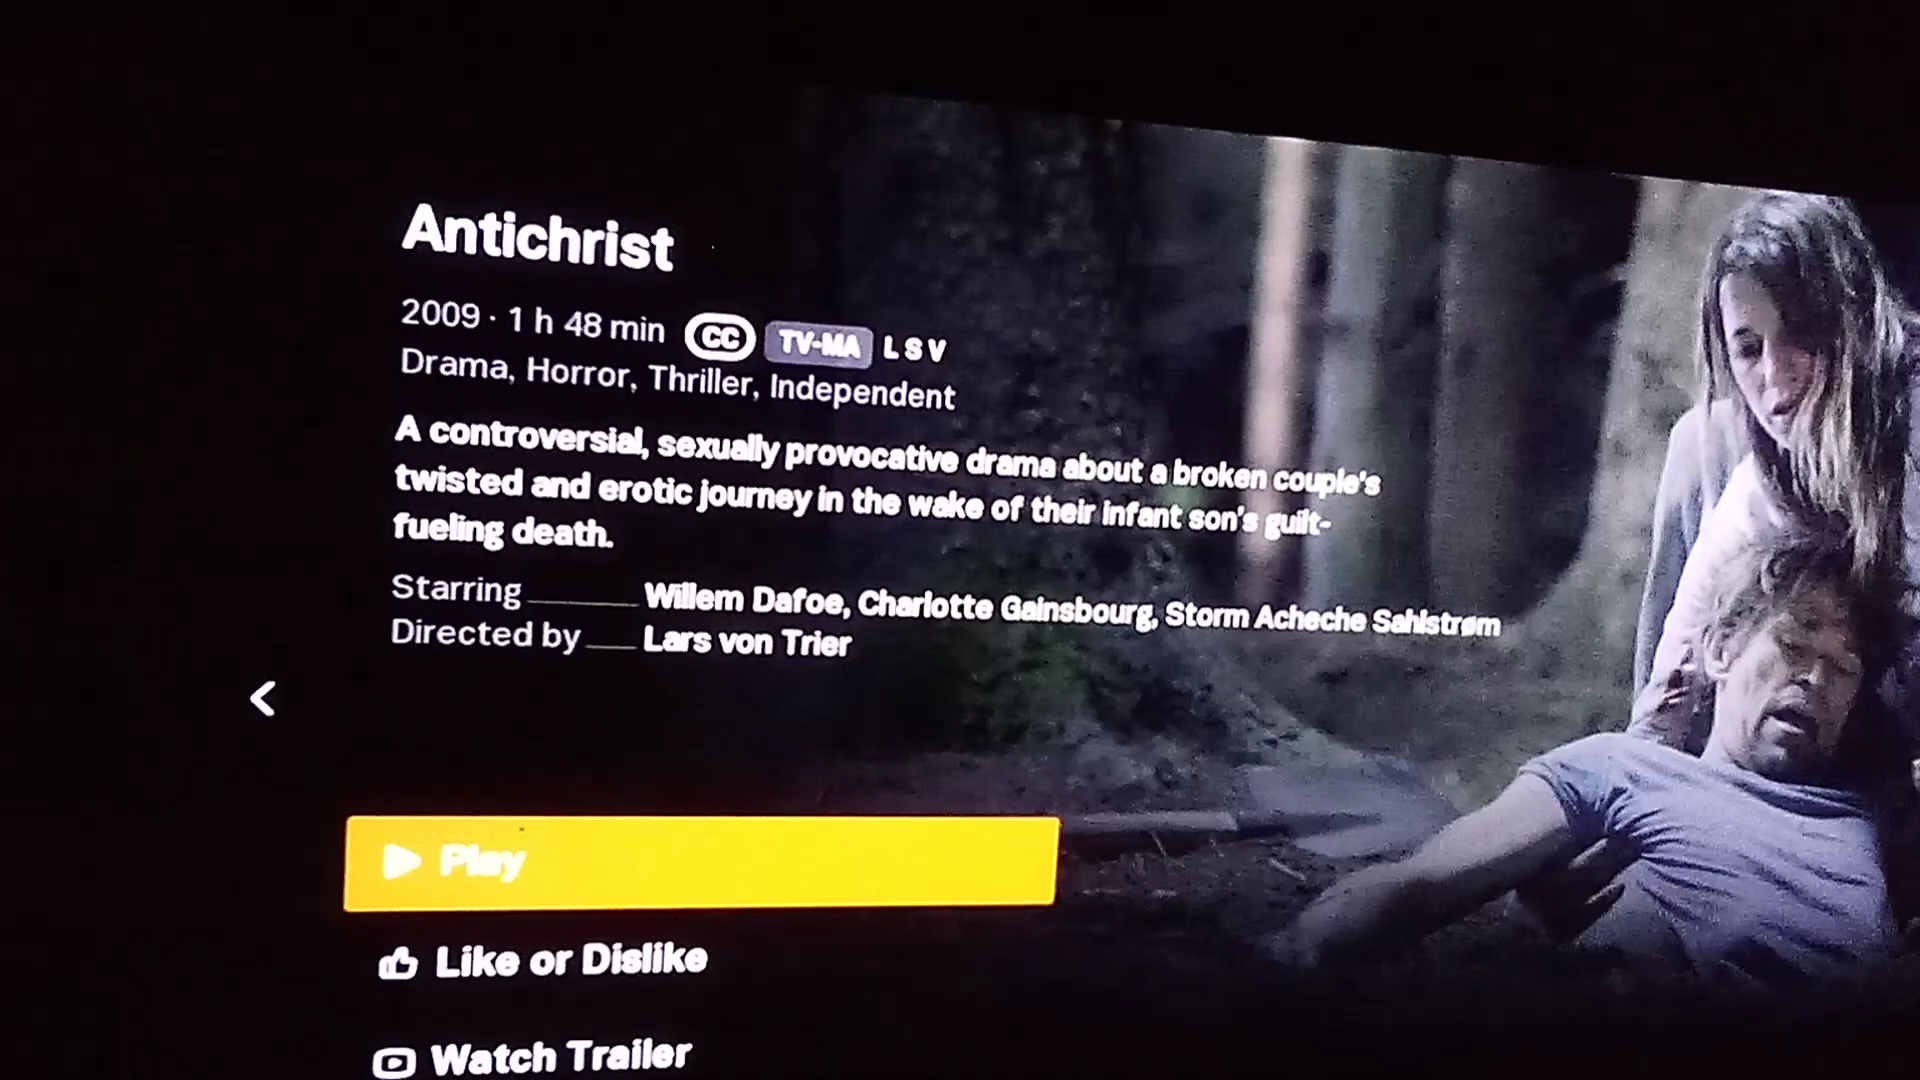 Antichrist
2009 · 1 h 48 min CC TV-MA L S V
Drama, Horror, Thriller, Independent
A controversial, sexually provocative drama about a broken couple's
twisted and erotic journey in the wake of their infant son's guilt-
fueling death.
Starring Willem Dafoe, Charlotte Gainsbourg, Storm Acheche Sahlstrøm
Directed by Lars von Trier
Play
Like or Dislike
Watch Trailer